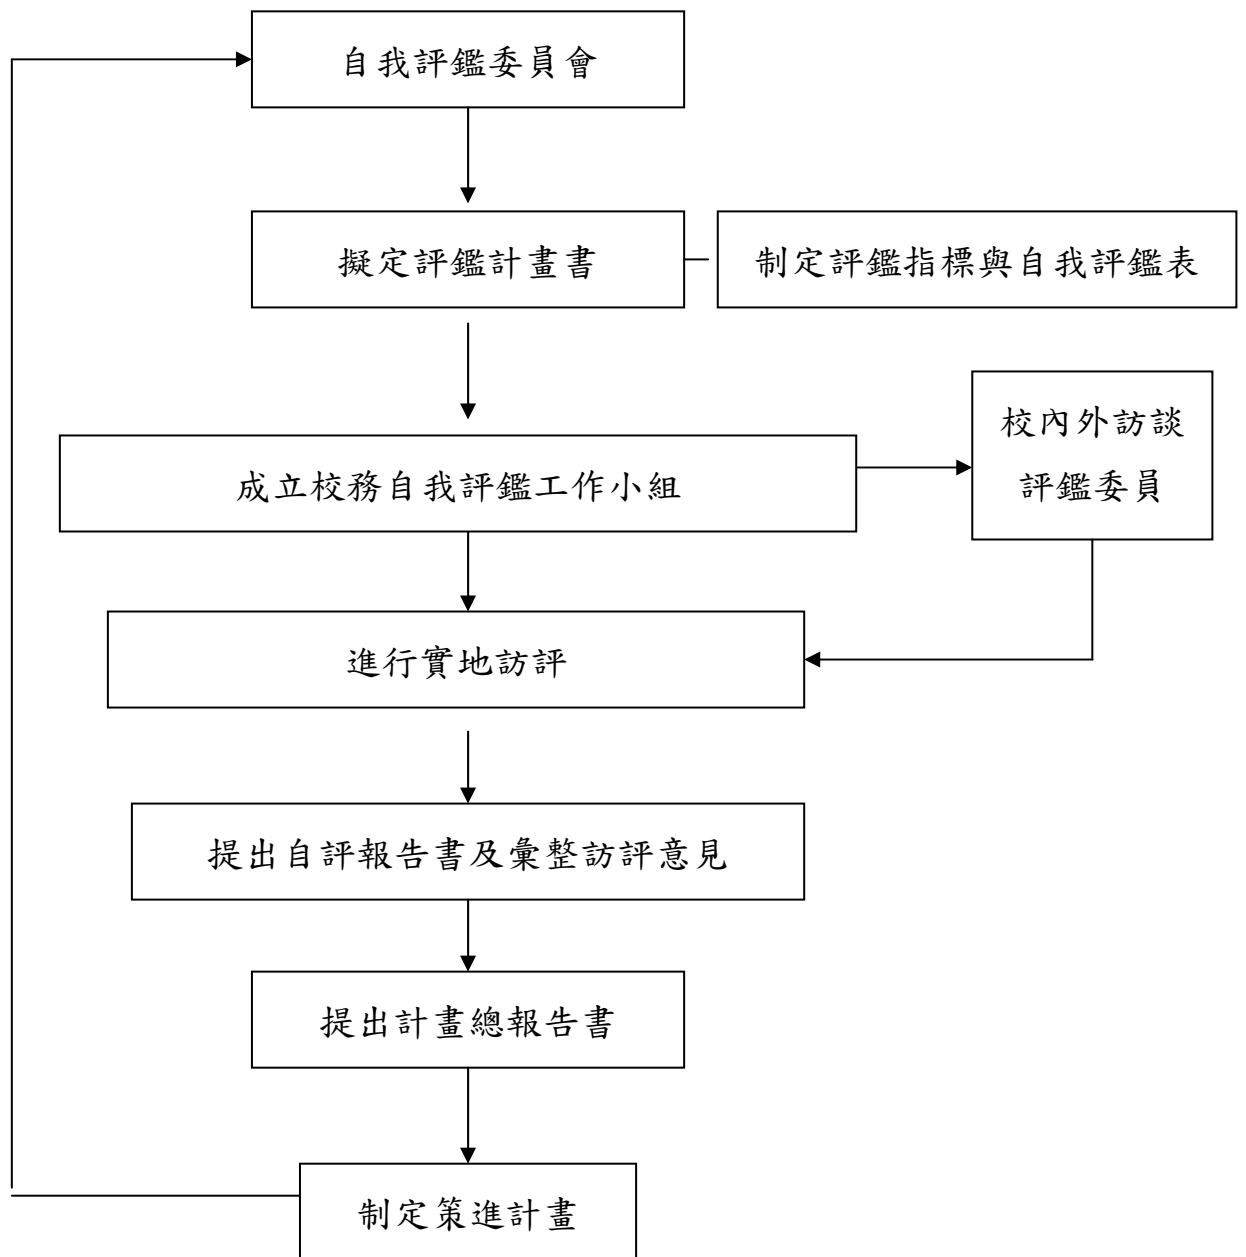 自我評鑑委員會
擬定評鑑計畫書
制定評鑑指標與自我評鑑表
校內外訪談
評鑑委員
成立校務自我評鑑工作小組
進行實地訪評
提出自評報告書及彙整訪評意見
提出計畫總報告書
制定策進計畫